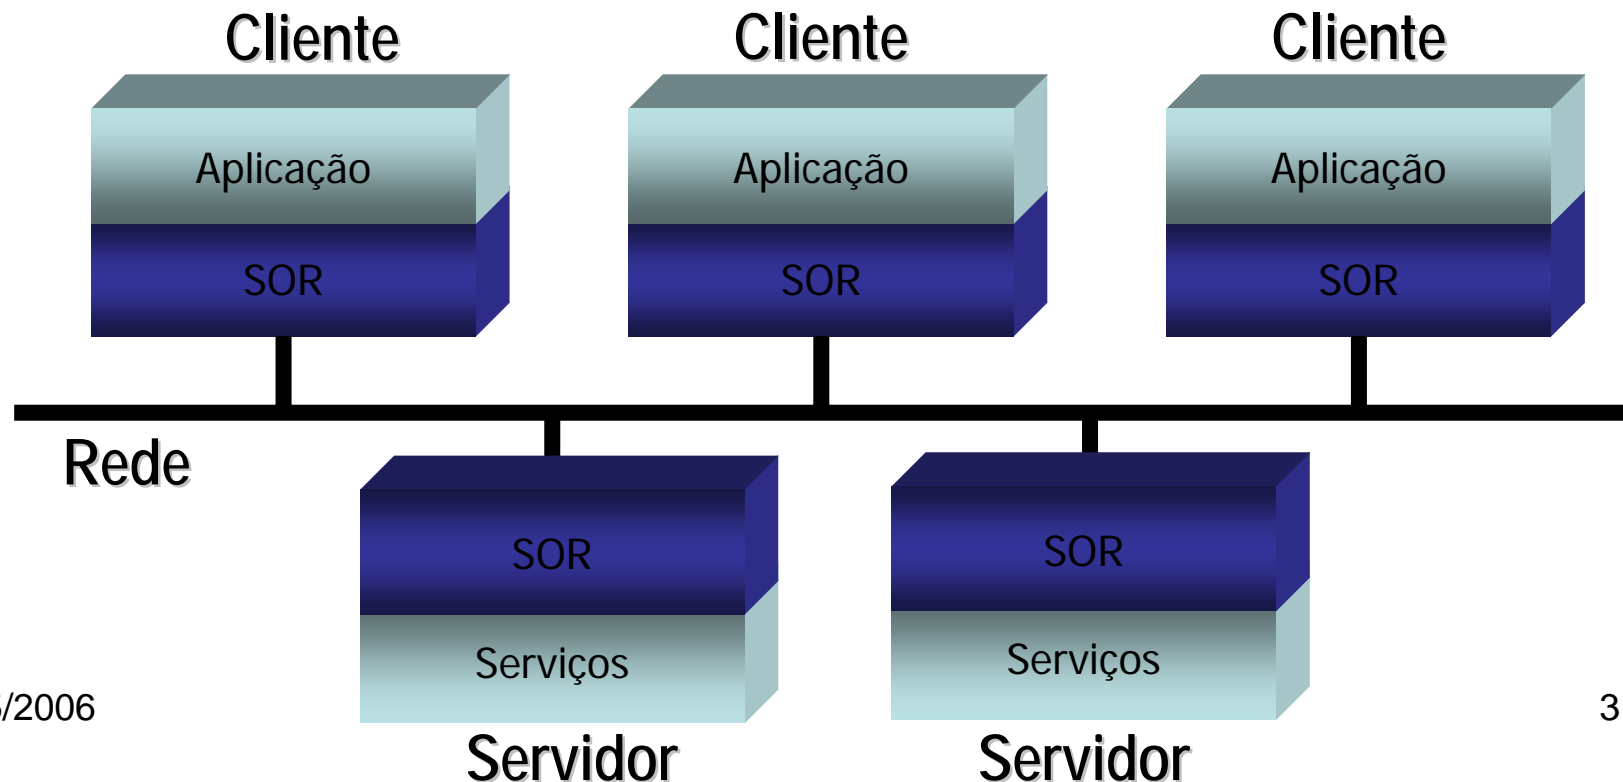 Cliente
Cliente
Cliente
Aplicação
Aplicação
Aplicação
SOR
SOR
SOR
Rede
SOR
SOR
Serviços
Serviços
/2006
3
Servidor
Servidor